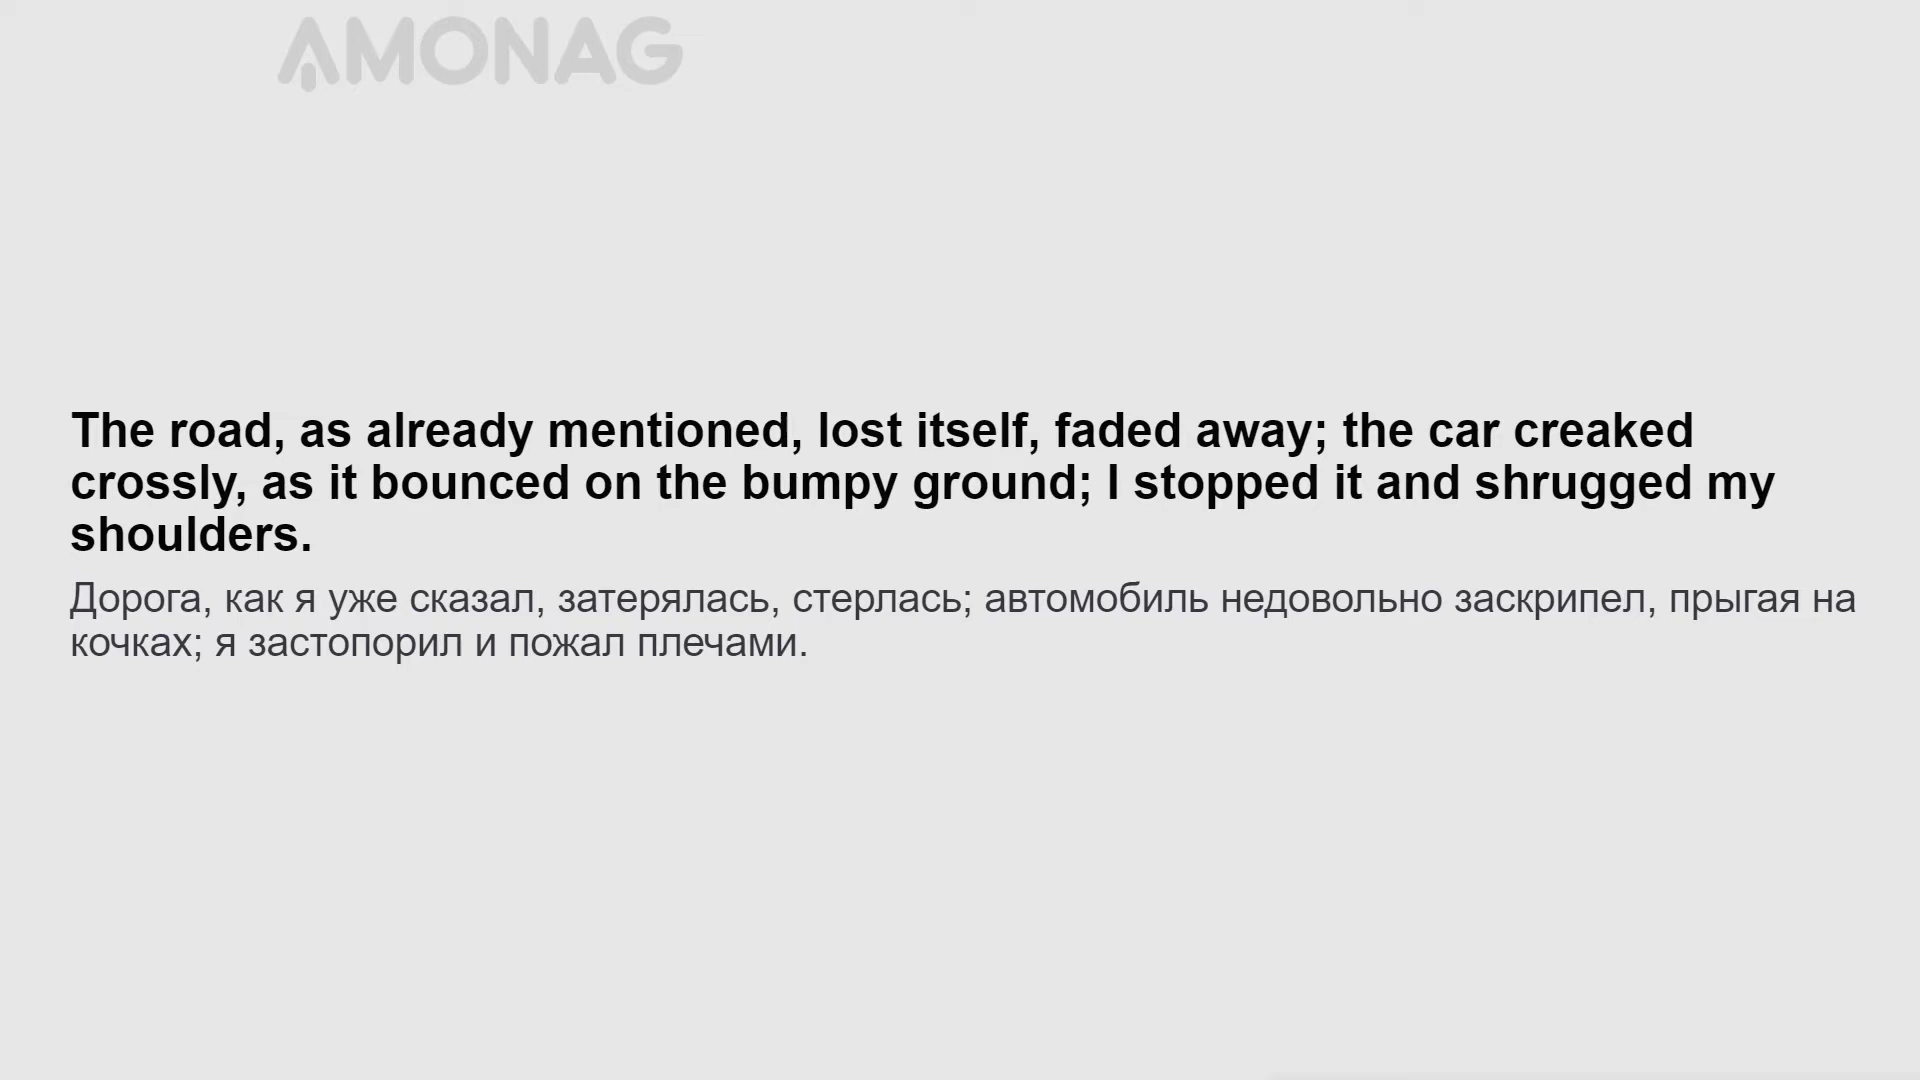 AMONAG
The road, as already mentioned, lost itself, faded away; the car creaked
crossly, as it bounced on the bumpy ground; I stopped it and shrugged my
shoulders.
Дорога, как я уже сказал, затерялась, стерлась; автомобиль недовольно заскрипел, прыгая на
кочках; я застопорил и пожал плечами.